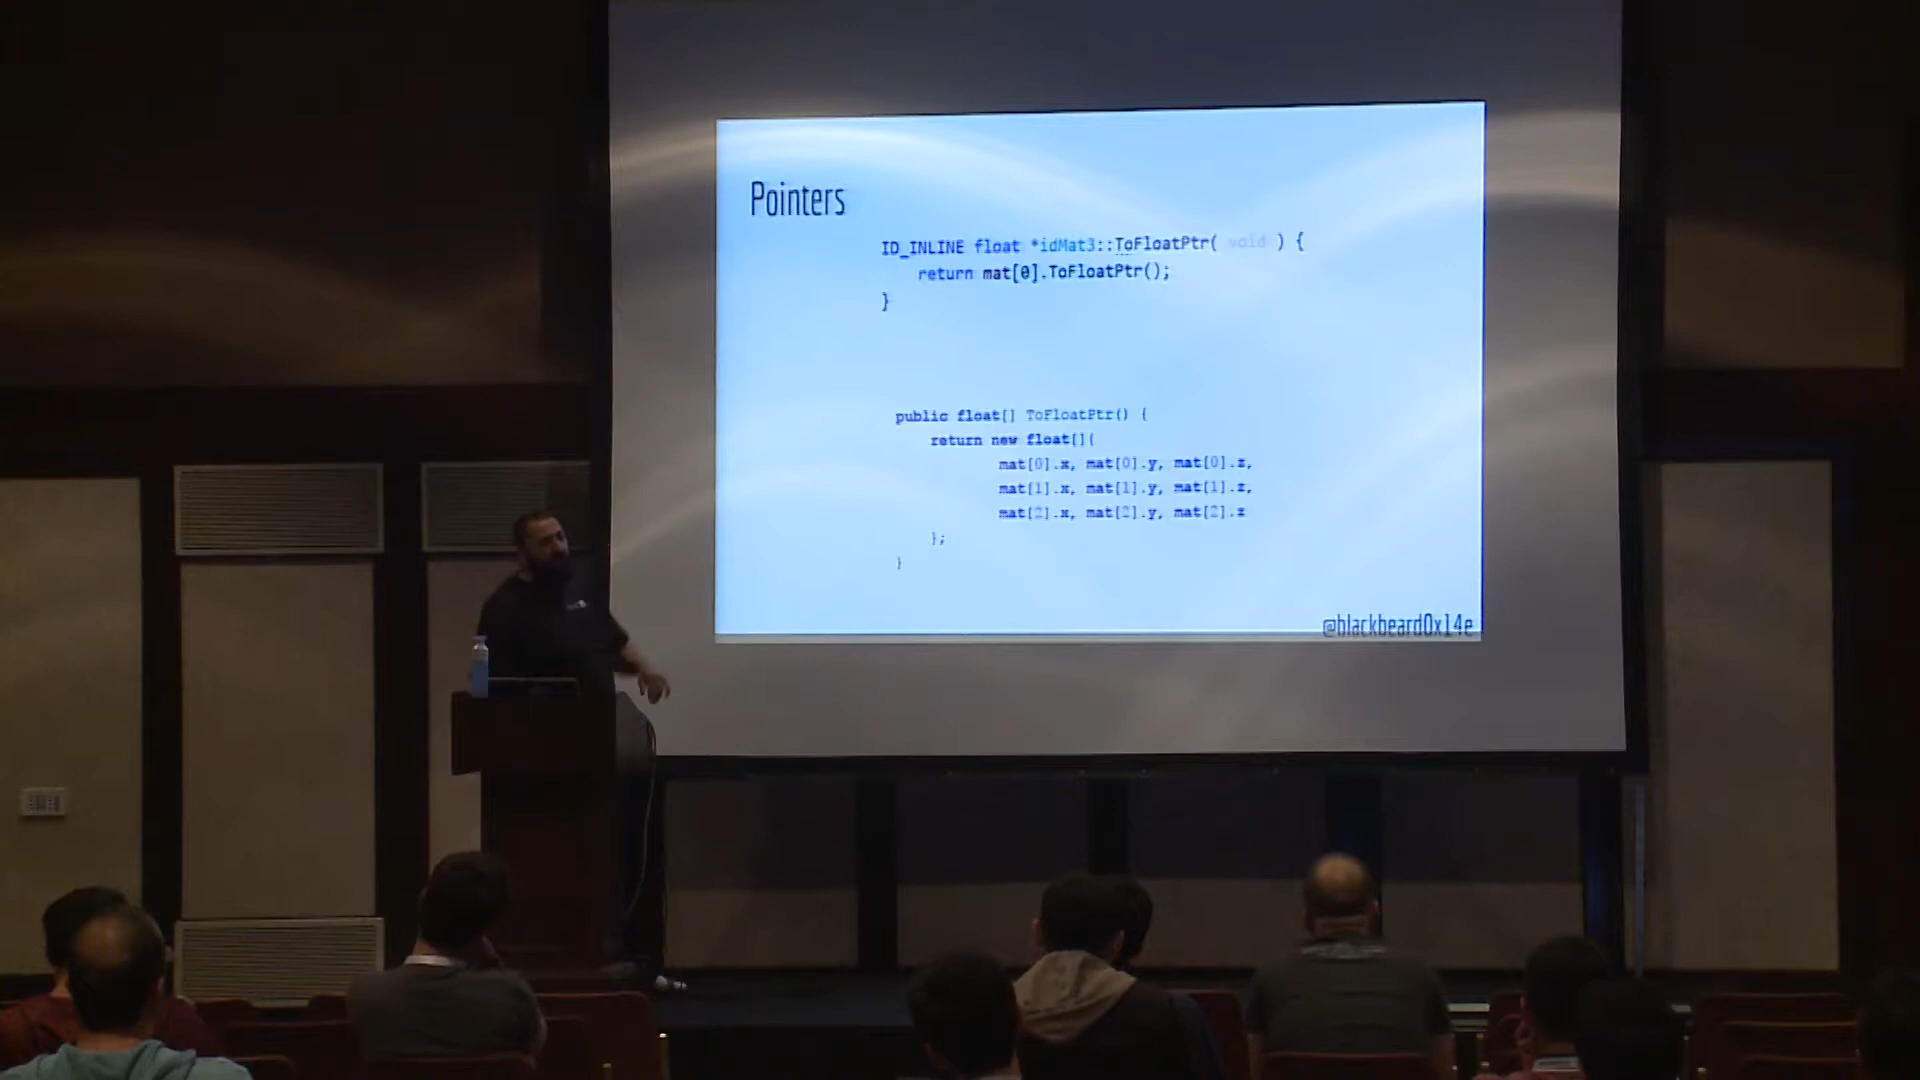 Pointers
ID_INLINE float *idMat3::ToFloatPtr( void ) {
return mat[0].ToFloatPtr();
}
public float[] ToFloatPtr() {
return new float[]{
mat[0].x, mat[0].y, mat[0].z,
mat[1].x, mat[1].y, mat[1].z,
mat[2].x, mat[2].y, mat[2].z
};
}
@blackbeard0x14e